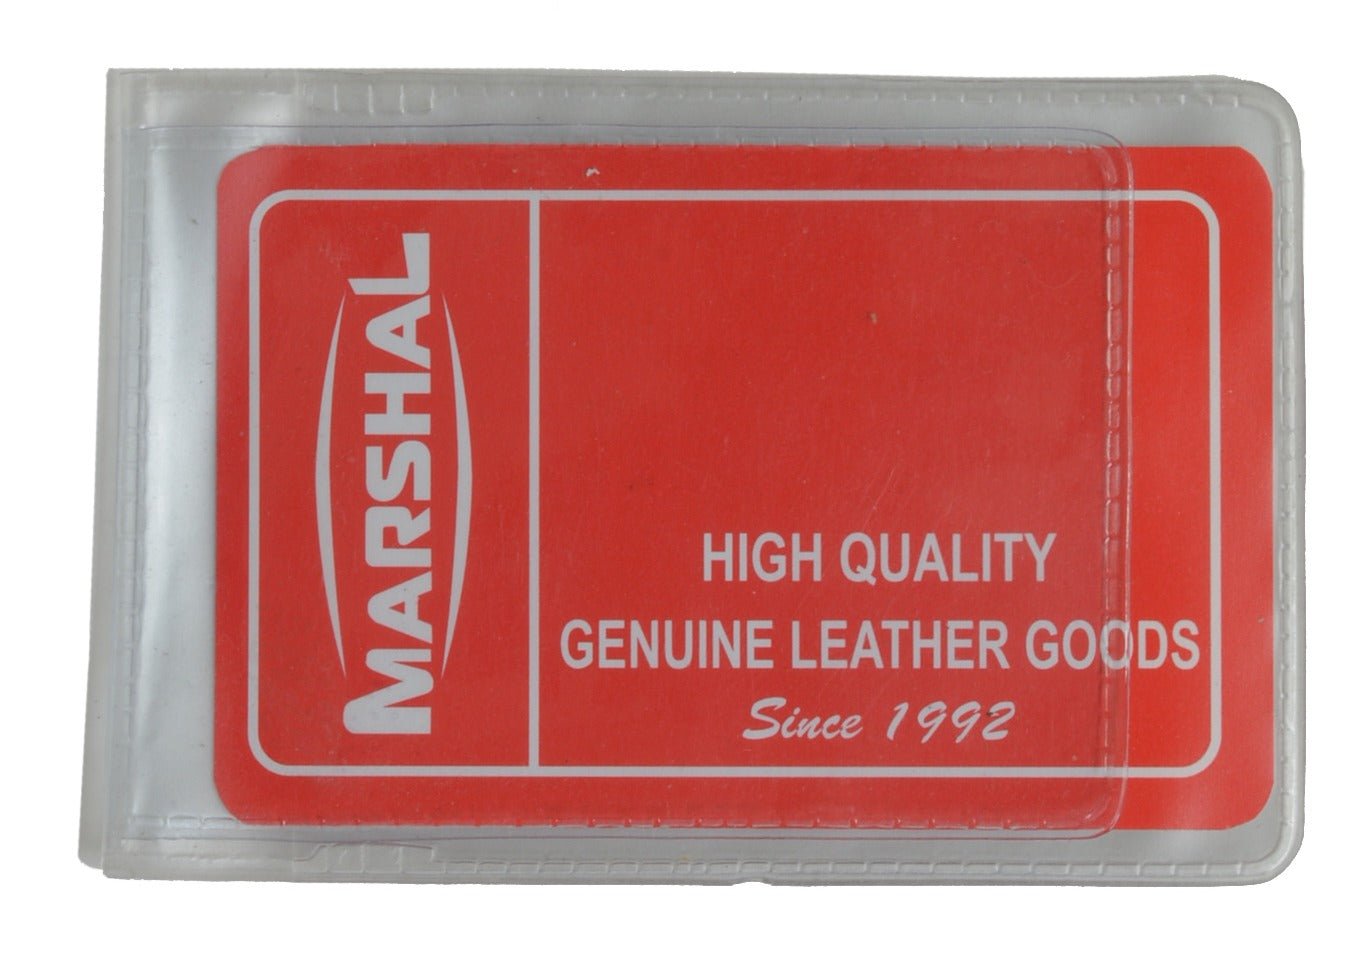 MARSHAL
HIGH QUALITY
GENUINE LEATHER GOODS
Since 1992